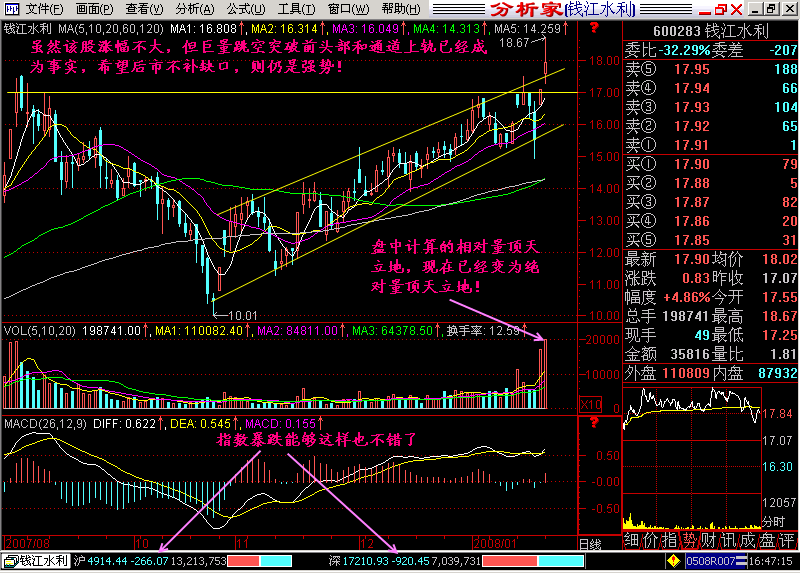 文件(F) 画面(P) 查看(V) 分析(A) 公式(U) 工具(T) 窗口(W) 帮助(H) 分析家[钱江水利]
钱江水利 MA(5,10,20,60,120) MA1: 16.808↑, MA2: 16.314↑, MA3: 16.049↑, MA4: 14.313↑, MA5: 14.259↑
虽然该股涨幅不大，但巨量跳空突破前头部和通道上轨已经成
为事实，希望后市不补缺口，则仍是强势！
18.67
18.00
17.00
16.00
15.00
14.00
13.00
12.00
11.00
10.00
盘中计算的相对量顶天
立地，现在已经变为绝
对量顶天立地！
10.01
VOL(5,10,20) 198741.00↑, MA1: 110082.40↑, MA2: 84811.00↑, MA3: 64378.50↑, 换手率: 12.59↑
20000
10000
X10
0
MACD(26,12,9) DIFF: 0.622↑, DEA: 0.545↑, MACD: 0.155↑
指数暴跌能够这样也不错了
0.50
0.00
-0.50
2007/08 10 11 12 2008/01 日线
600283 钱江水利
委比 -32.29% 委差 -207
卖⑤ 17.95 188
卖④ 17.94 66
卖③ 17.93 104
卖② 17.92 65
卖① 17.91 1
买① 17.90 79
买② 17.88 5
买③ 17.87 82
买④ 17.86 20
买⑤ 17.85 31
最新 17.90 均价 18.02
涨跌 0.83 昨收 17.07
幅度 +4.86% 今开 17.55
总手 198741 最高 18.67
现手 49 最低 17.25
金额 35816 量比 1.81
外盘 110809 内盘 87932
17.84
17.07
16.30
12057
分时
细 价 指 势 财 讯 成 盘 评
钱江水利 沪 4914.44 -266.07 13,213,753 深 17210.93 -920.45 7,039,731 0508R007 16:47:15